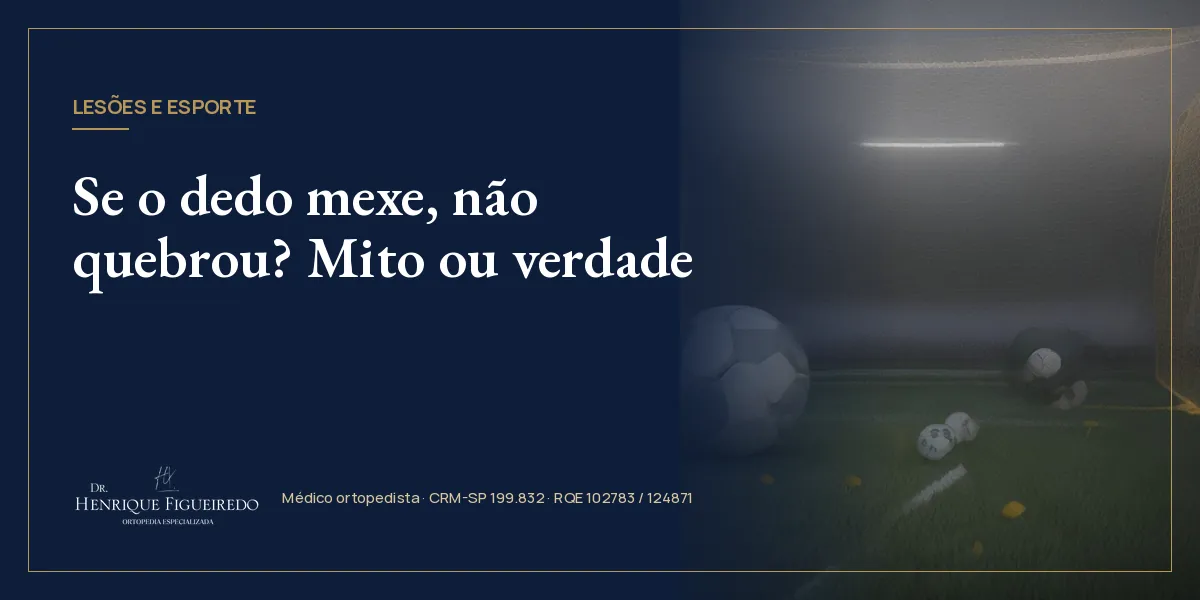 LESÕES E ESPORTE
Se o dedo mexe, não
quebrou? Mito ou verdade
DR.
HENRIQUE FIGUEIREDO
ORTOPEDIA ESPECIALIZADA
Médico ortopedista · CRM-SP 199.832 · RQE 102783 / 124871